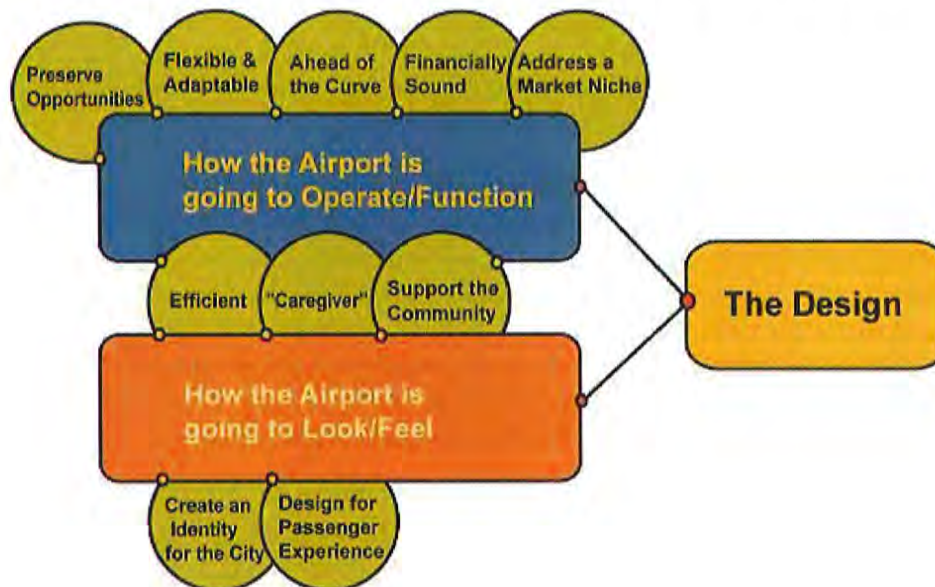 Preserve
Opportunities
Flexible &
Adaptable
Ahead of
the Curve
Financially
Sound
Address a
Market Niche
How the Airport is
going to Operate/Function
Efficient
"Caregiver"
Support the
Community
The Design
How the Airport is
going to Look/Feel
Create an
Identity
for the City
Design for
Passenger
Experience